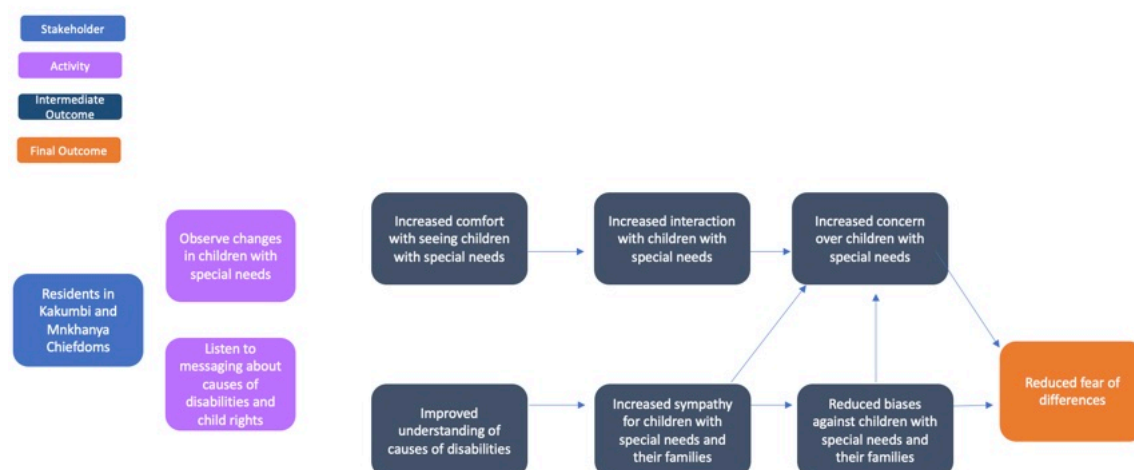 Stakeholder
Activity
Intermediate
Outcome
Final Outcome
Residents in
Kakumbi and
Mnkhanya
Chiefdoms
Observe changes
in children with
special needs
Listen to
messaging about
causes of
disabilities and
child rights
Increased comfort
with seeing children
with special needs
Increased interaction
with children with
special needs
Increased concern
over children with
special needs
Improved
understanding of
causes of disabilities
Increased sympathy
for children with
special needs and
their families
Reduced biases
against children with
special needs and
their families
Reduced fear of
differences